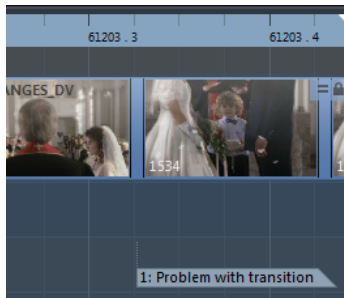 61203 . 3
61203 . 4
ANGES_DV
1534
1: Problem with transition